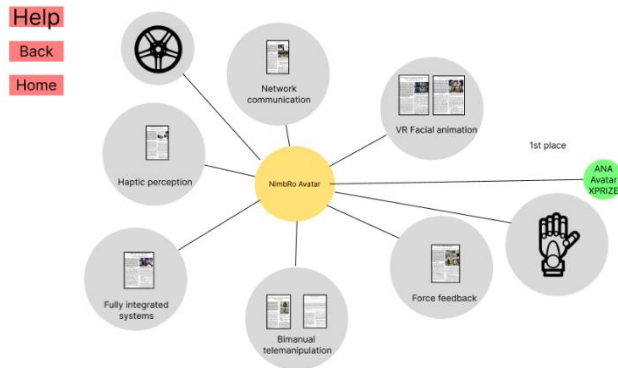 Help
Back
Home
Network
communication
VR Facial animation
1st place
Haptic perception
NimbRo Avatar
ANA
Avatar
XPRIZE
Fully integrated
systems
Bimanual
telemanipulation
Force feedback